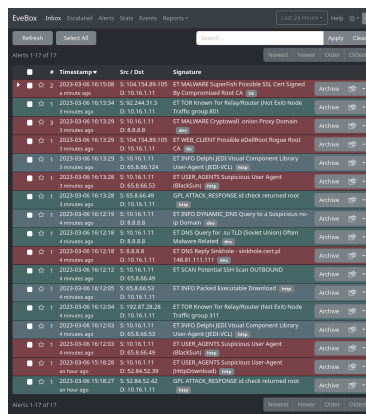 EveBox Inbox Escalated Alerts Stats Events Reports Last 24 Hours Help
Refresh Select All Search... Apply Clear
Alerts 1-17 of 17 Newest Newer Older Oldest
# Timestamp Src / Dst Signature
2 2023-03-06 16:15:08 S: 104.154.89.105 ET MALWARE SuperFish Possible SSL Cert Signed Archive
a minute ago D: 10.16.1.11 By Compromised Root CA tls
1 2023-03-06 16:13:34 S: 92.244.31.5 ET TOR Known Tor Relay/Router (Not Exit) Node Archive
3 minutes ago D: 10.16.1.11 Traffic group 801
3 2023-03-06 16:13:29 S: 10.16.1.11 ET MALWARE Cryptowall .onion Proxy Domain Archive
3 minutes ago D: 8.8.8.8 dns
1 2023-03-06 16:13:29 S: 104.154.89.105 ET WEB_CLIENT Possible eDellRoot Rogue Root Archive
3 minutes ago D: 10.16.1.11 CA tls
1 2023-03-06 16:13:29 S: 10.16.1.11 ET INFO Delphi JEDI Visual Component Library Archive
3 minutes ago D: 65.8.66.124 User-Agent (JEDI-VCL) http
1 2023-03-06 16:13:28 S: 10.16.1.11 ET USER_AGENTS Suspicious User Agent Archive
3 minutes ago D: 65.8.66.53 (BlackSun) http
1 2023-03-06 16:13:28 S: 65.8.66.49 GPL ATTACK_RESPONSE id check returned root Archive
3 minutes ago D: 10.16.1.11 http
1 2023-03-06 16:12:19 S: 10.16.1.11 ET INFO DYNAMIC_DNS Query to a Suspicious no- Archive
4 minutes ago D: 8.8.8.8 ip Domain dns
1 2023-03-06 16:12:18 S: 10.16.1.11 ET DNS Query for .su TLD (Soviet Union) Often Archive
4 minutes ago D: 8.8.8.8 Malware Related dns
1 2023-03-06 16:12:18 S: 8.8.8.8 ET DNS Reply Sinkhole - sinkhole.cert.pl Archive
4 minutes ago D: 10.16.1.11 148.81.111.111 dns
1 2023-03-06 16:12:12 S: 10.16.1.11 ET SCAN Potential SSH Scan OUTBOUND Archive
4 minutes ago D: 65.8.66.49
1 2023-03-06 16:12:05 S: 65.8.66.53 ET INFO Packed Executable Download http Archive
4 minutes ago D: 10.16.1.11
1 2023-03-06 16:12:04 S: 192.87.28.28 ET TOR Known Tor Relay/Router (Not Exit) Node Archive
4 minutes ago D: 10.16.1.11 Traffic group 311
1 2023-03-06 16:12:03 S: 10.16.1.11 ET INFO Delphi JEDI Visual Component Library Archive
4 minutes ago D: 65.8.66.49 User-Agent (JEDI-VCL) http
1 2023-03-06 16:12:03 S: 10.16.1.11 ET USER_AGENTS Suspicious User Agent Archive
4 minutes ago D: 65.8.66.49 (BlackSun) http
1 2023-03-06 15:18:28 S: 10.16.1.11 ET USER_AGENTS Suspicious User-Agent Archive
an hour ago D: 52.84.52.39 (HttpDownload) http
1 2023-03-06 15:18:27 S: 52.84.52.42 GPL ATTACK_RESPONSE id check returned root Archive
an hour ago D: 10.16.1.11 http
Alerts 1-17 of 17 Newest Newer Older Oldest